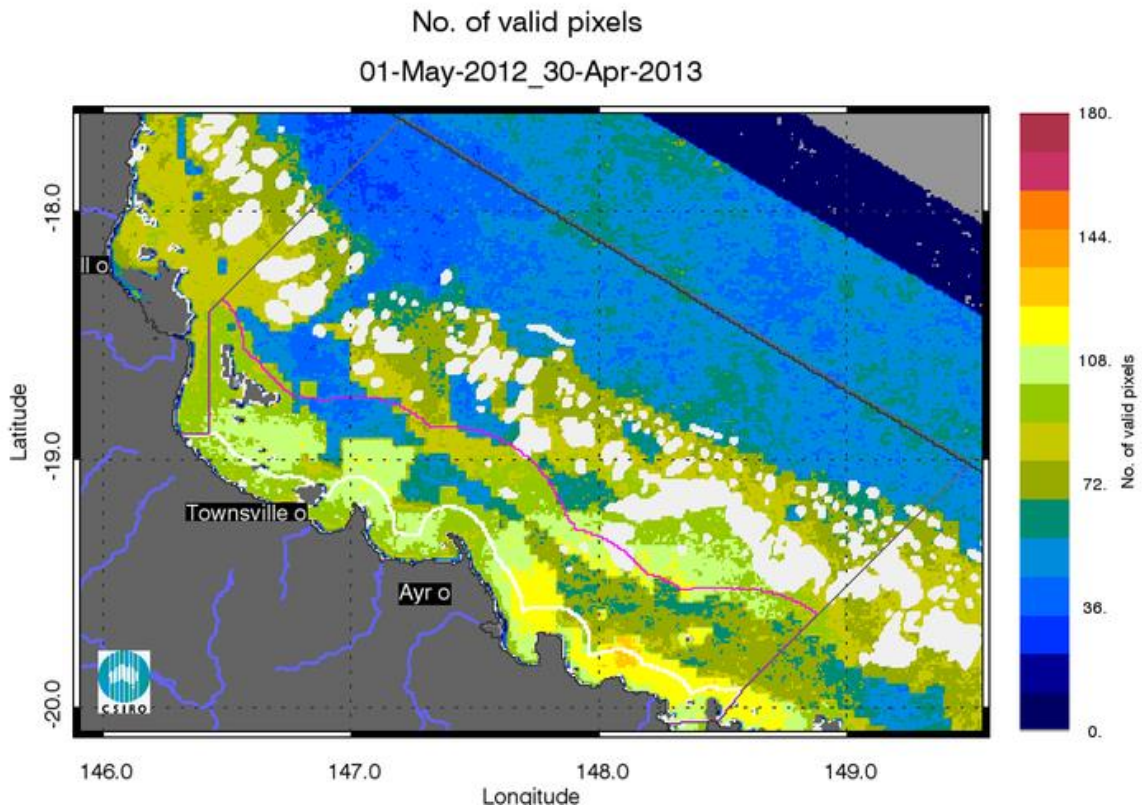 No. of valid pixels
01-May-2012_30-Apr-2013
Latitude
-18.0
-19.0
-20.0
ll o
Townsville o
Ayr o
CSIRO
146.0 147.0 148.0 149.0
Longitude
180.
144.
108.
72.
36.
0.
No. of valid pixels